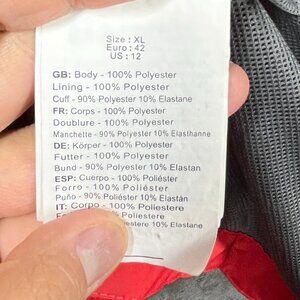 Size : XL
Euro : 42
US : 12
GB: Body - 100% Polyester
Lining - 100% Polyester
Cuff - 90% Polyester 10% Elastane
FR: Corps - 100% Polyester
Doublure - 100% Polyester
Manchette - 90% Polyester 10% Elasthanne
DE: Körper - 100% Polyester
Futter - 100% Polyester
Bund - 90% Polyester 10% Elastan
ESP: Cuerpo - 100% Poliéster
Forro - 100% Poliéster
Puño - 90% Poliéster 10% Elastán
IT: Corpo - 100% Poliestere
100% Poliestere